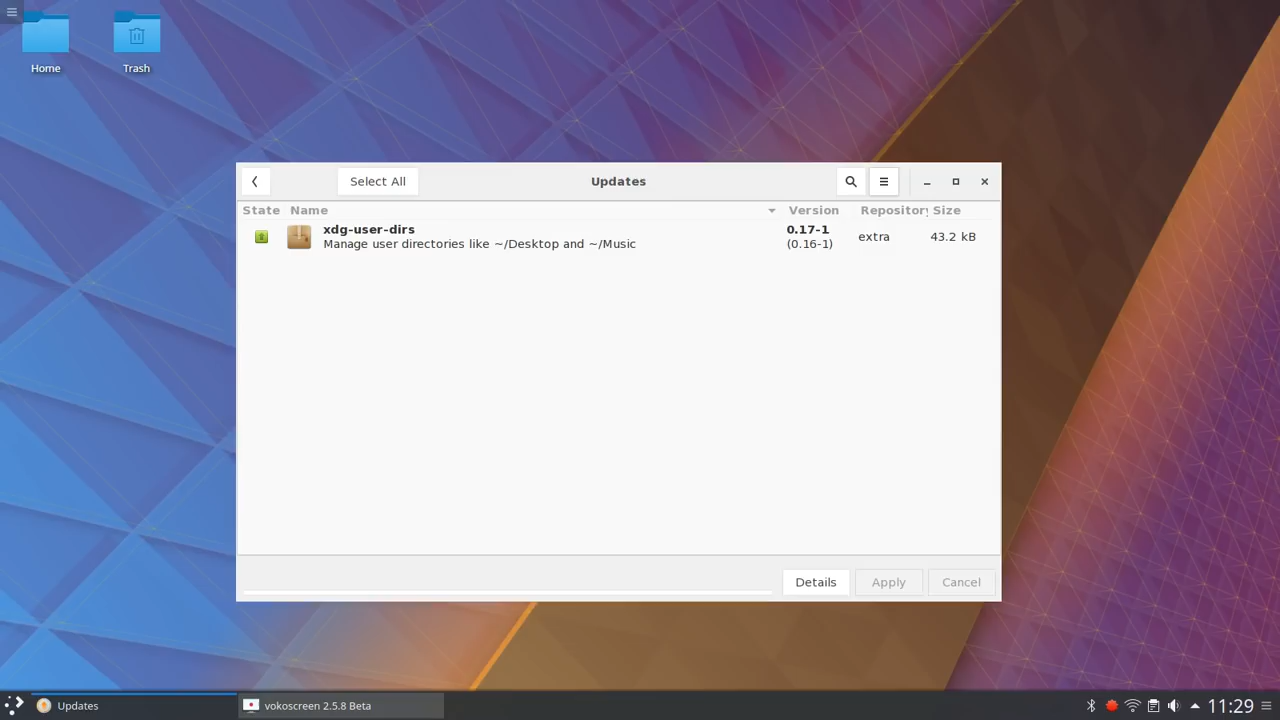 Home
Trash
Select All
Updates
State Name Version Repository Size
xdg-user-dirs
Manage user directories like ~/Desktop and ~/Music
0.17-1
(0.16-1)
extra
43.2 kB
Details
Apply
Cancel
Updates
vokoscreen 2.5.8 Beta
11:29